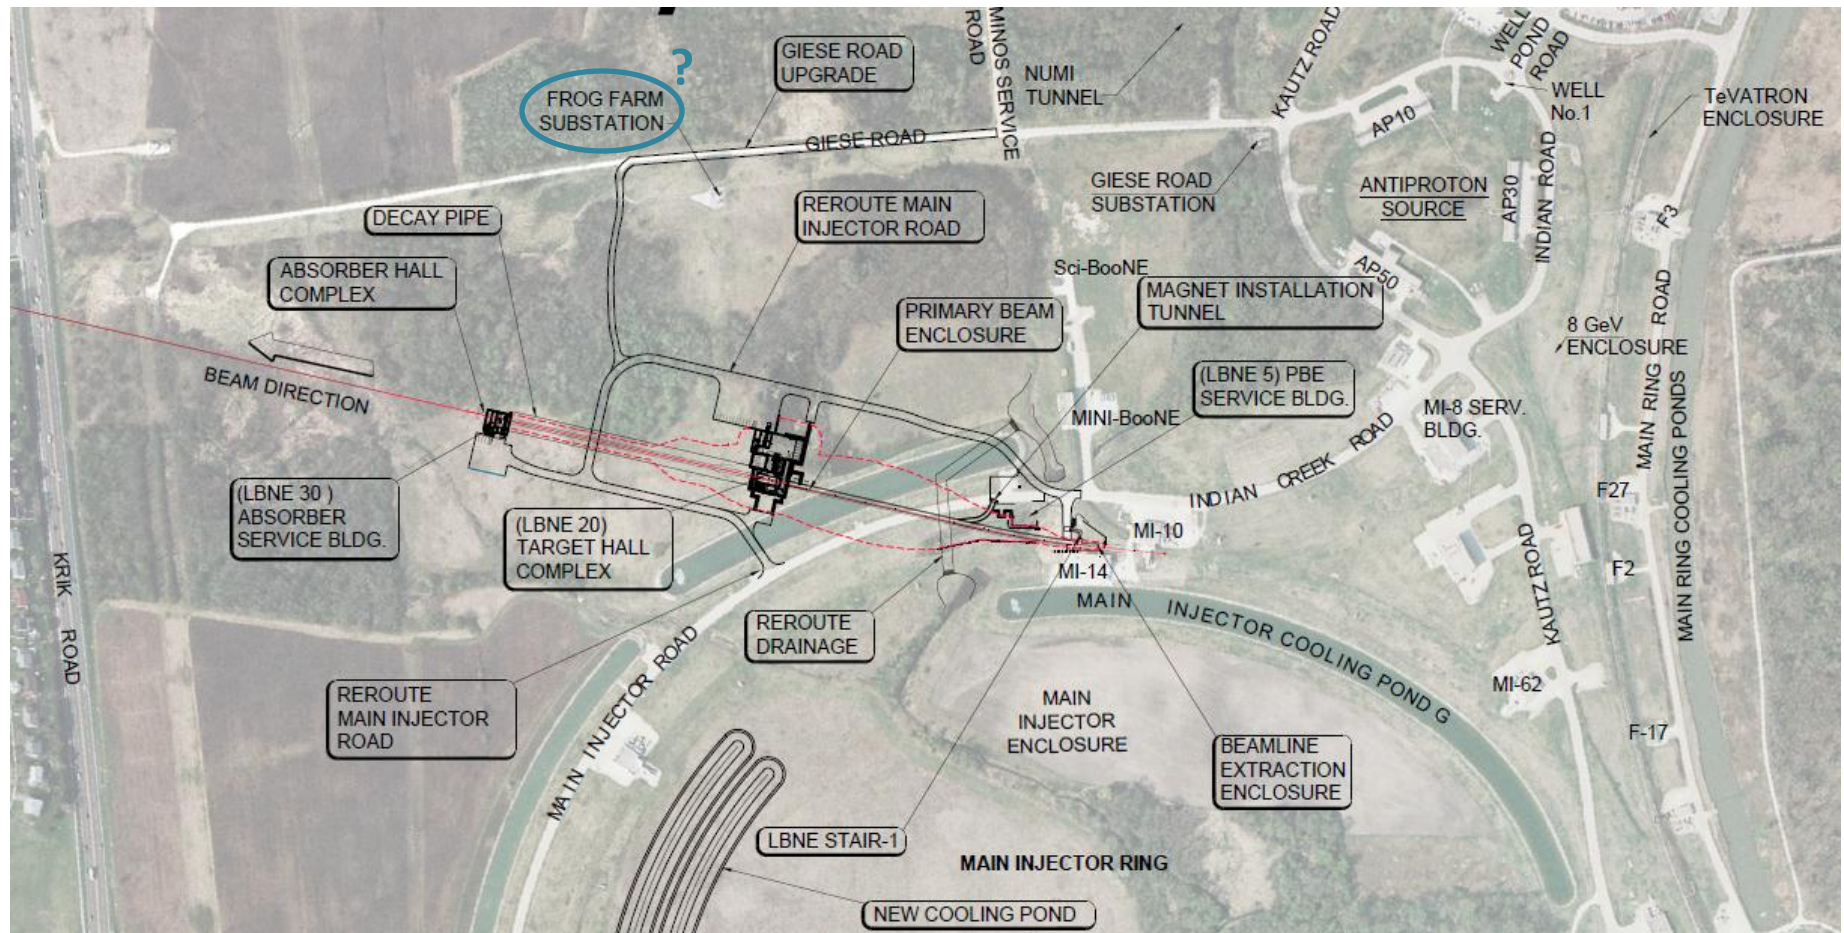 ?
FROG FARM
SUBSTATION
GIESE ROAD
UPGRADE
MINOS SERVICE
ROAD
NUMI
TUNNEL
KAUTZ ROAD
WELL
POND
ROAD
WELL
No.1
TeVATRON
ENCLOSURE
AP10
GIESE ROAD
GIESE ROAD
SUBSTATION
ANTIPROTON
SOURCE
AP30
INDIAN ROAD
F3
DECAY PIPE
REROUTE MAIN
INJECTOR ROAD
ABSORBER HALL
COMPLEX
Sci-BooNE
AP50
MAGNET INSTALLATION
TUNNEL
PRIMARY BEAM
ENCLOSURE
8 GeV
ENCLOSURE
MAIN RING ROAD
MAIN RING COOLING PONDS
BEAM DIRECTION
(LBNE 5) PBE
SERVICE BLDG.
MINI-BooNE
MI-8 SERV.
BLDG.
INDIAN CREEK ROAD
F27
(LBNE 30 )
ABSORBER
SERVICE BLDG.
(LBNE 20)
TARGET HALL
COMPLEX
MI-10
MI-14
F2
KAUTZ ROAD
KRIK ROAD
MAIN INJECTOR COOLING POND G
REROUTE
DRAINAGE
MAIN INJECTOR ROAD
REROUTE
MAIN INJECTOR
ROAD
MI-62
MAIN
INJECTOR
ENCLOSURE
F-17
BEAMLINE
EXTRACTION
ENCLOSURE
LBNE STAIR-1
MAIN INJECTOR RING
NEW COOLING POND